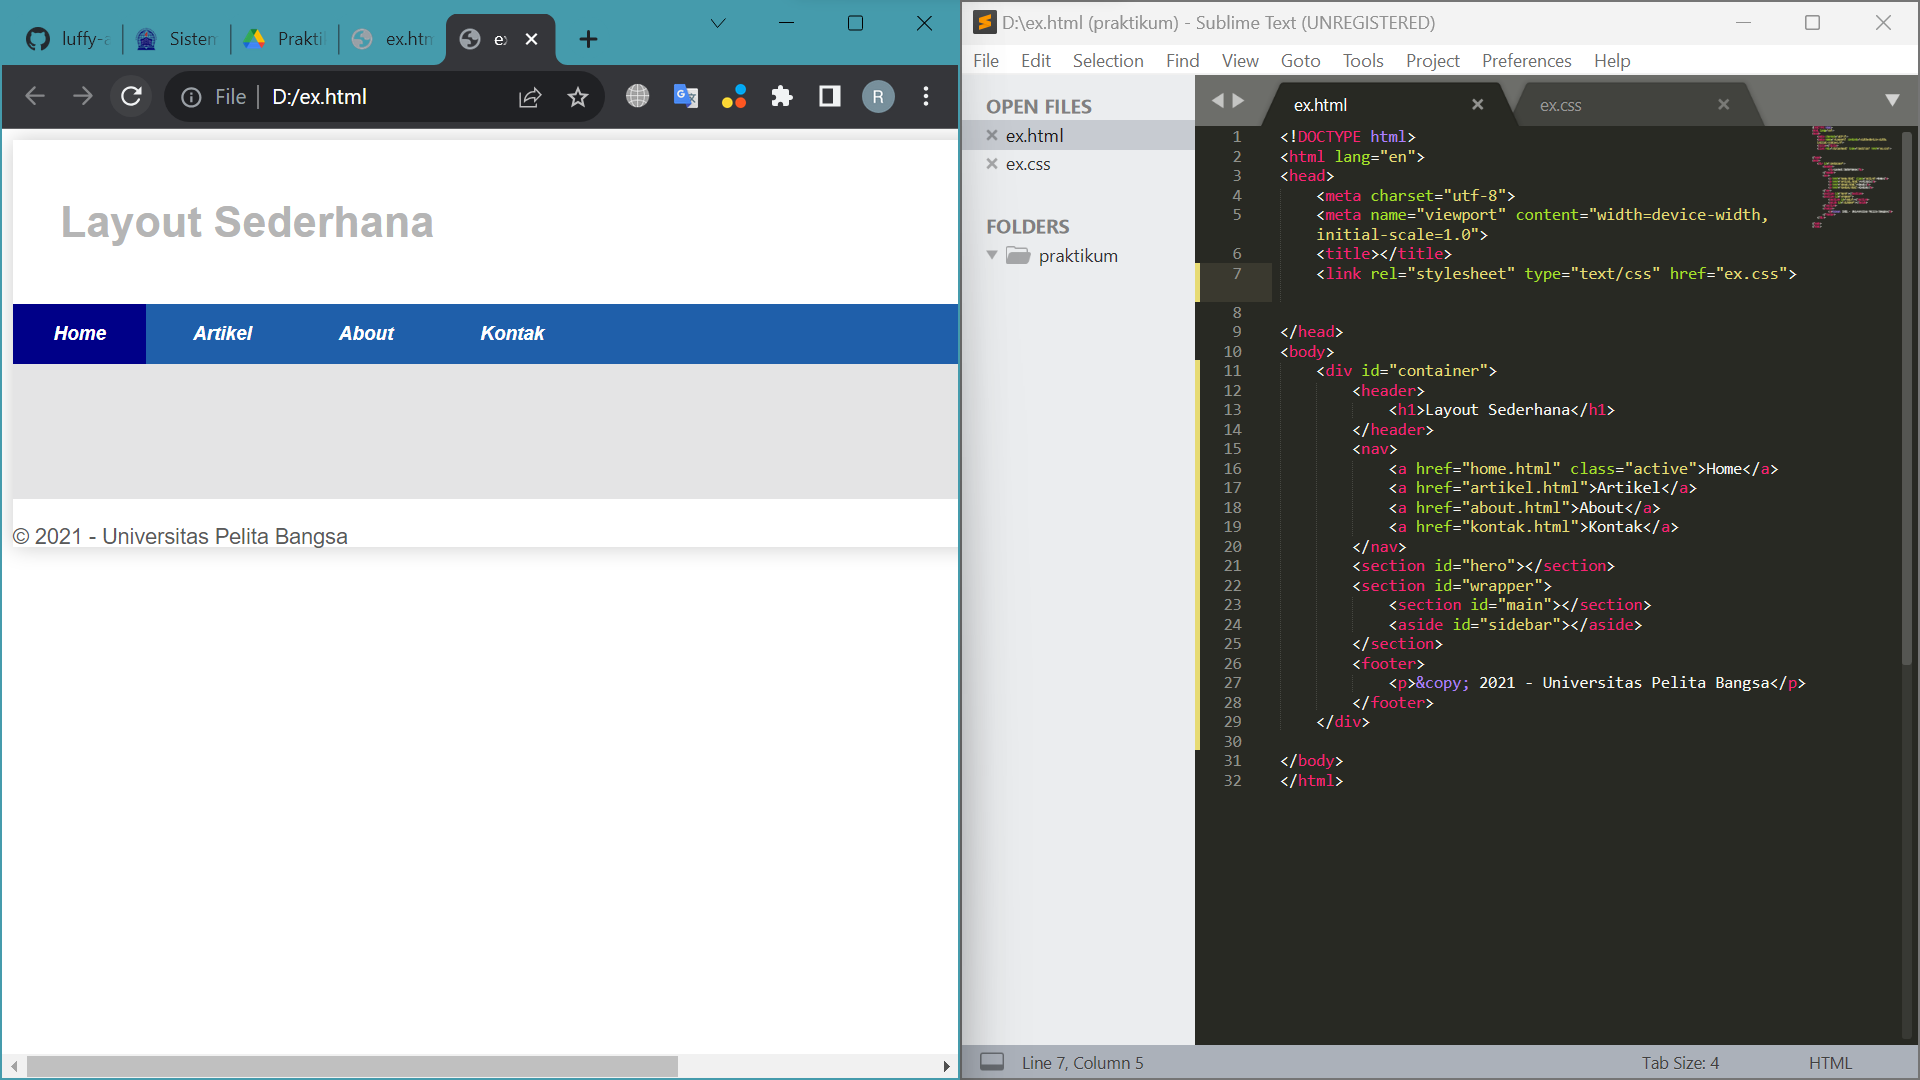 luffy-a
Sistem
Prakti
ex.htm
ex
File
D:/ex.html
R
Layout Sederhana
Home Artikel About Kontak
© 2021 - Universitas Pelita Bangsa
D:\ex.html (praktikum) - Sublime Text (UNREGISTERED)
File Edit Selection Find View Goto Tools Project Preferences Help
OPEN FILES
ex.html
ex.css
FOLDERS
praktikum
ex.html
ex.css
1 <!DOCTYPE html>
2 <html lang="en">
3 <head>
4 <meta charset="utf-8">
5 <meta name="viewport" content="width=device-width,
initial-scale=1.0">
6 <title></title>
7 <link rel="stylesheet" type="text/css" href="ex.css">
8
9 </head>
10 <body>
11 <div id="container">
12 <header>
13 <h1>Layout Sederhana</h1>
14 </header>
15 <nav>
16 <a href="home.html" class="active">Home</a>
17 <a href="artikel.html">Artikel</a>
18 <a href="about.html">About</a>
19 <a href="kontak.html">Kontak</a>
20 </nav>
21 <section id="hero"></section>
22 <section id="wrapper">
23 <section id="main"></section>
24 <aside id="sidebar"></aside>
25 </section>
26 <footer>
27 <p>&copy; 2021 - Universitas Pelita Bangsa</p>
28 </footer>
29 </div>
30
31 </body>
32 </html>
Line 7, Column 5
Tab Size: 4
HTML